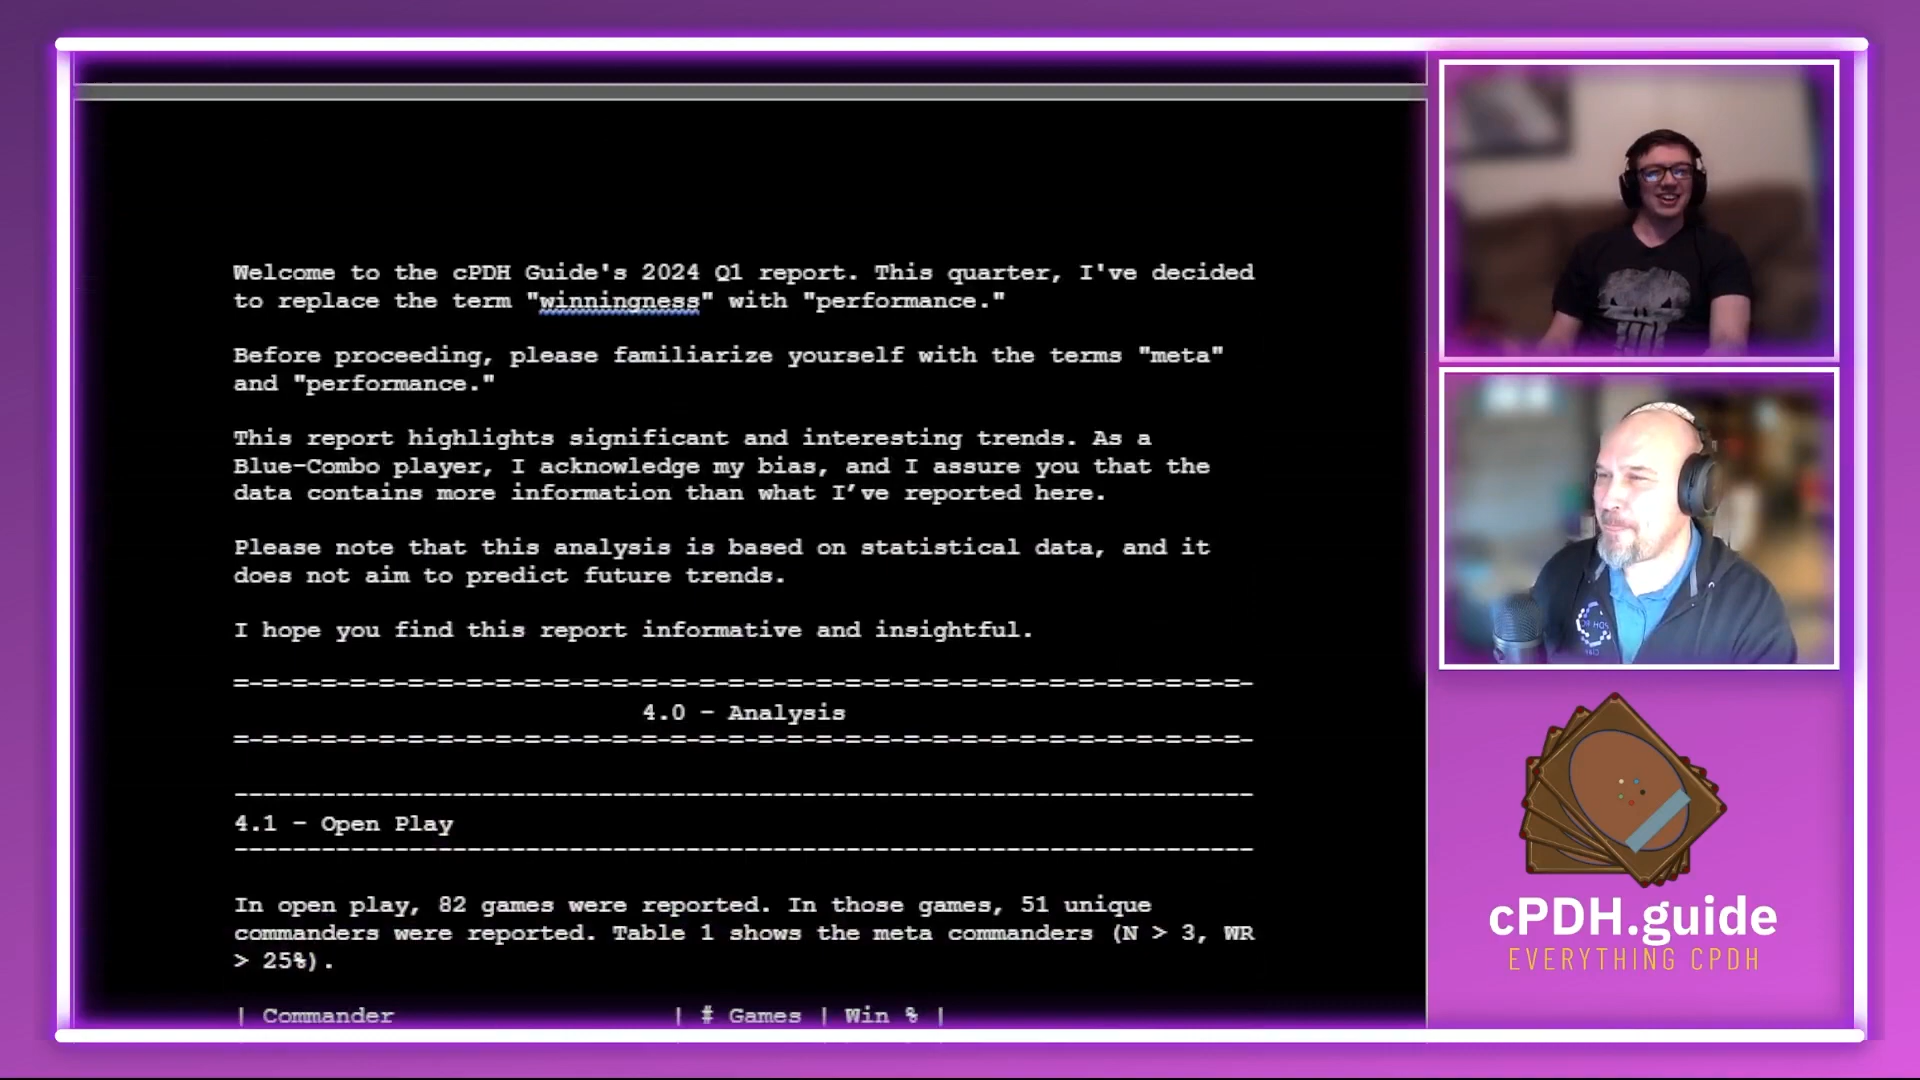 Welcome to the cPDH Guide's 2024 Q1 report. This quarter, I've decided
to replace the term "winningness" with "performance."
Before proceeding, please familiarize yourself with the terms "meta"
and "performance."
This report highlights significant and interesting trends. As a
Blue-Combo player, I acknowledge my bias, and I assure you that the
data contains more information than what I’ve reported here.
Please note that this analysis is based on statistical data, and it
does not aim to predict future trends.
I hope you find this report informative and insightful.
=-=-=-=-=-=-=-=-=-=-=-=-=-=-=-=-=-=-=-=-=-=-=-=-=-=-=-=-=-=-=-=-=-=-=-
4.0 - Analysis
=-=-=-=-=-=-=-=-=-=-=-=-=-=-=-=-=-=-=-=-=-=-=-=-=-=-=-=-=-=-=-=-=-=-=-
----------------------------------------------------------------------
4.1 - Open Play
----------------------------------------------------------------------
In open play, 82 games were reported. In those games, 51 unique
commanders were reported. Table 1 shows the meta commanders (N > 3, WR
> 25%).
| Commander | # Games | Win % |
cPDH.guide
EVERYTHING CPDH